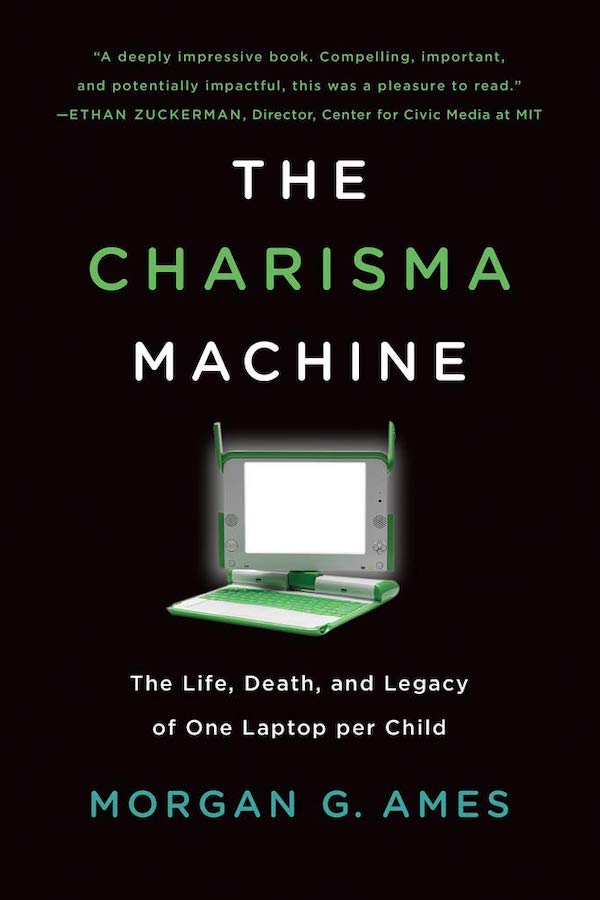 “A deeply impressive book. Compelling, important,
and potentially impactful, this was a pleasure to read.”
—ETHAN ZUCKERMAN, Director, Center for Civic Media at MIT
THE
CHARISMA
MACHINE
The Life, Death, and Legacy
of One Laptop per Child
MORGAN G. AMES